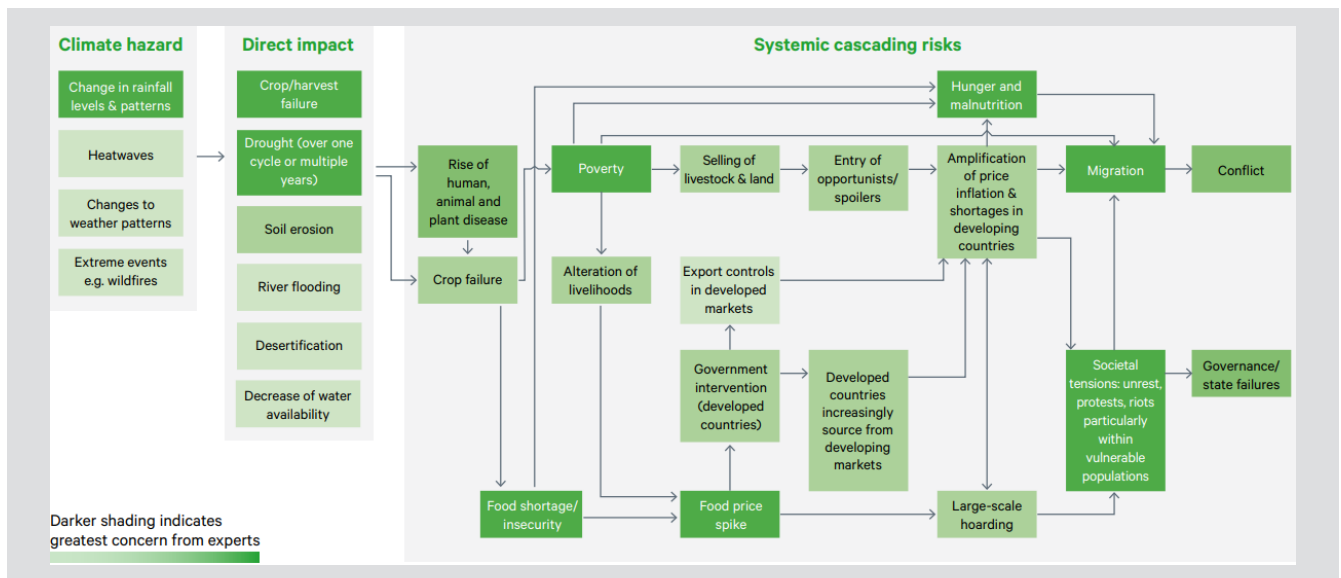 Climate hazard
Change in rainfall
levels & patterns
Heatwaves
Changes to
weather patterns
Extreme events
e.g. wildfires
Direct impact
Crop/harvest
failure
Drought (over one
cycle or multiple
years)
Soil erosion
River flooding
Desertification
Decrease of water
availability
Systemic cascading risks
Rise of
human,
animal and
plant disease
Crop failure
Food shortage/
insecurity
Poverty
Alteration of
livelihoods
Selling of
livestock & land
Export controls
in developed
markets
Government
intervention
(developed
countries)
Food price
spike
Entry of
opportunists/
spoilers
Developed
countries
increasingly
source from
developing
markets
Hunger and
malnutrition
Amplification
of price
inflation &
shortages in
developing
countries
Large-scale
hoarding
Migration
Societal
tensions: unrest,
protests, riots
particularly
within
vulnerable
populations
Conflict
Governance/
state failures
Darker shading indicates
greatest concern from experts